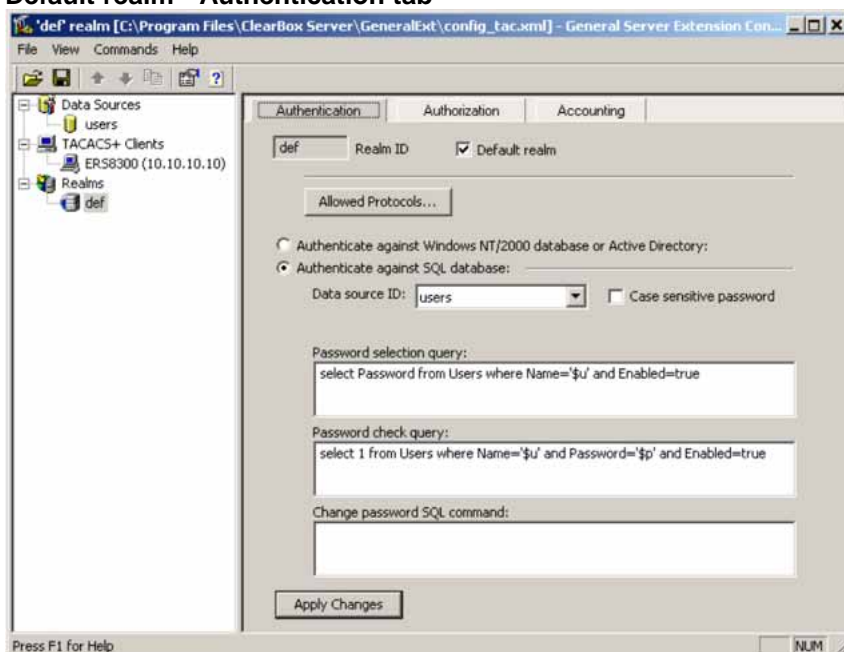 Default realm - Authentication tab
'def' realm [C:\Program Files\ClearBox Server\GeneralExt\config_tac.xml] - General Server Extension Con...
File View Commands Help
Data Sources
users
TACACS+ Clients
ERS8300 (10.10.10.10)
Realms
def
Authentication Authorization Accounting
def Realm ID Default realm
Allowed Protocols...
Authenticate against Windows NT/2000 database or Active Directory:
Authenticate against SQL database:
Data source ID: users Case sensitive password
Password selection query:
select Password from Users where Name='$u' and Enabled=true
Password check query:
select 1 from Users where Name='$u' and Password='$p' and Enabled=true
Change password SQL command:
Apply Changes
Press F1 for Help NUM